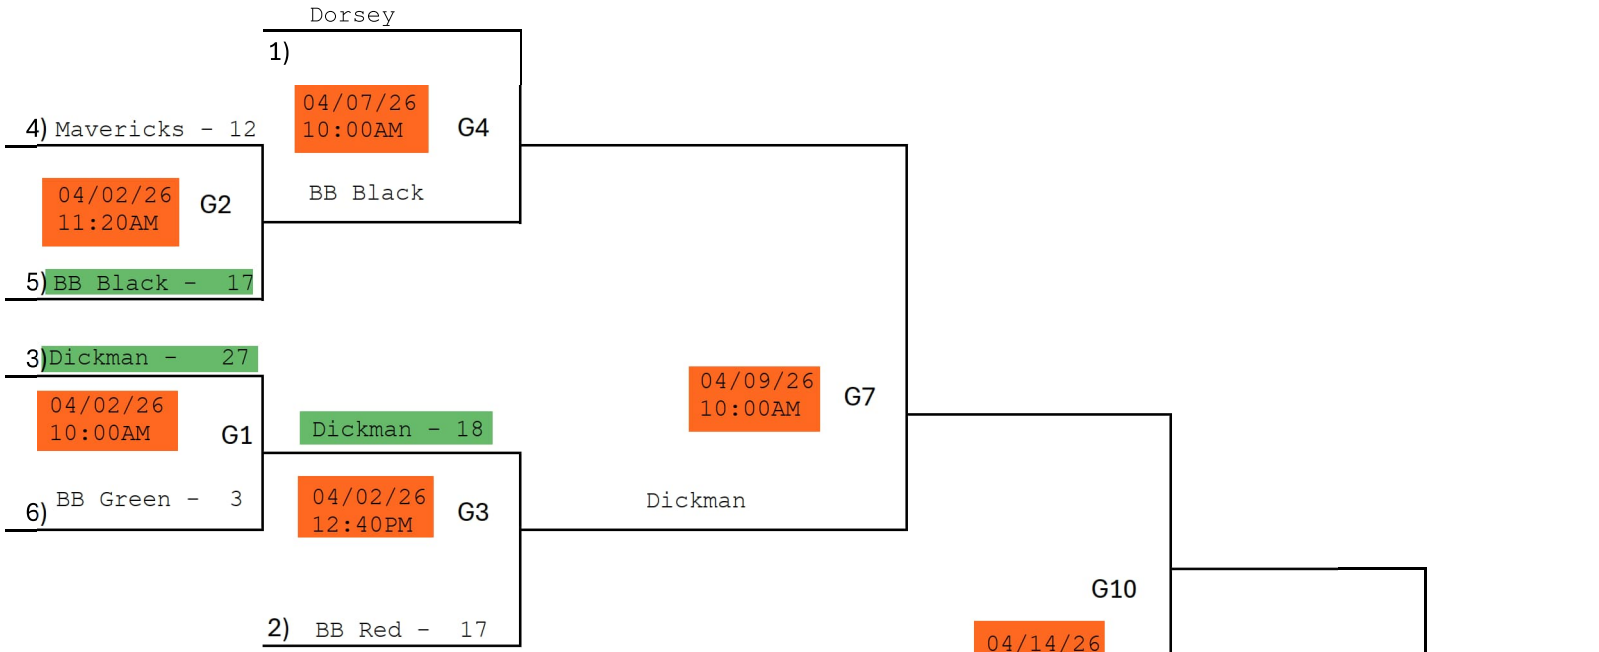 Dorsey
1)
04/07/26
10:00AM
G4
4) Mavericks - 12
BB Black
04/02/26
11:20AM
G2
5) BB Black - 17
3) Dickman - 27
04/02/26
10:00AM
G1
Dickman - 18
04/09/26
10:00AM
G7
BB Green - 3
6)
04/02/26
12:40PM
G3
Dickman
2) BB Red - 17
G10
04/14/26